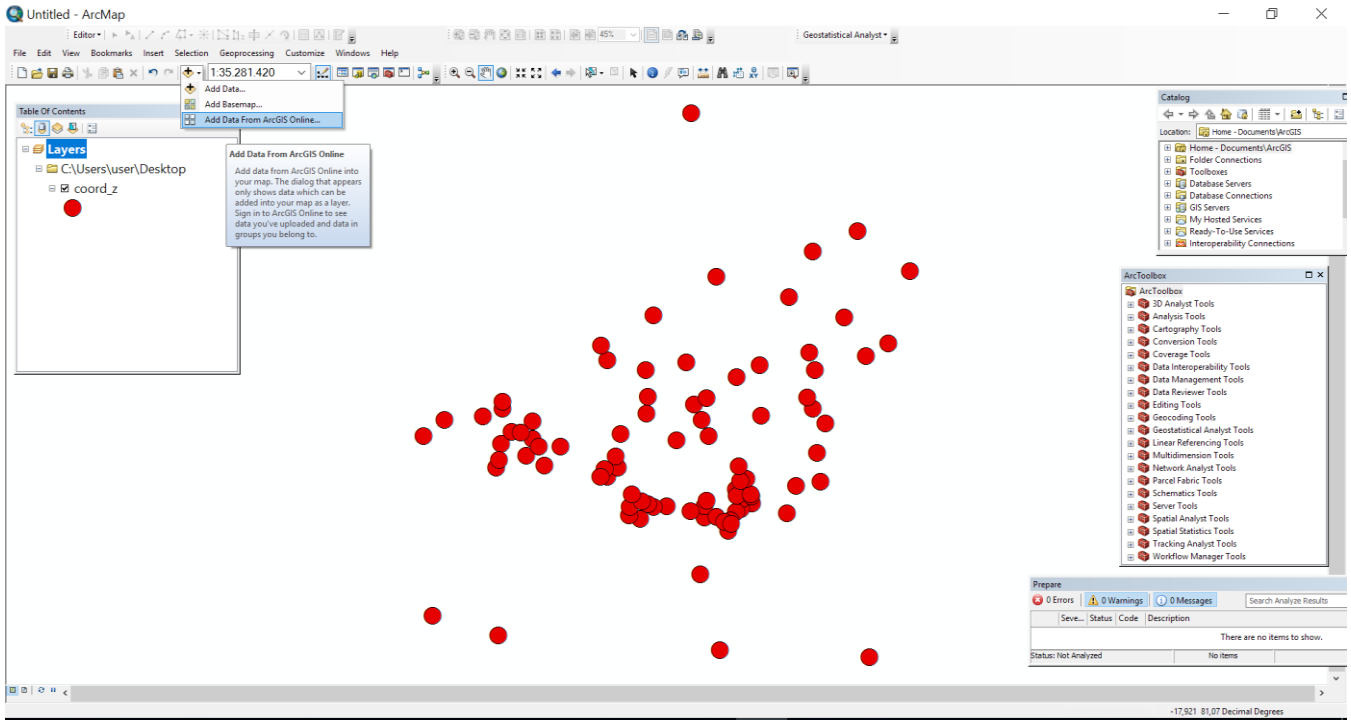 Untitled - ArcMap
Editor
45%
Geostatistical Analyst
File Edit View Bookmarks Insert Selection Geoprocessing Customize Windows Help
1:35.281.420
Add Data...
Add Basemap...
Add Data From ArcGIS Online...
Add Data From ArcGIS Online
Add data from ArcGIS Online into
your map. The dialog that appears
only shows data which can be
added into your map as a layer.
Sign in to ArcGIS Online to see
data you've uploaded and data in
groups you belong to.
Table Of Contents
Layers
C:\Users\user\Desktop
coord_z
Catalog
Location: Home - Documents\ArcGIS
Home - Documents\ArcGIS
Folder Connections
Toolboxes
Database Servers
Database Connections
GIS Servers
My Hosted Services
Ready-To-Use Services
Interoperability Connections
ArcToolbox
ArcToolbox
3D Analyst Tools
Analysis Tools
Cartography Tools
Conversion Tools
Coverage Tools
Data Interoperability Tools
Data Management Tools
Data Reviewer Tools
Editing Tools
Geocoding Tools
Geostatistical Analyst Tools
Linear Referencing Tools
Multidimension Tools
Network Analyst Tools
Parcel Fabric Tools
Schematics Tools
Server Tools
Spatial Analyst Tools
Spatial Statistics Tools
Tracking Analyst Tools
Workflow Manager Tools
Prepare
0 Errors 0 Warnings 0 Messages Search Analyze Results
Seve... Status Code Description
There are no items to show.
Status: Not Analyzed No items
-17,921 81,07 Decimal Degrees